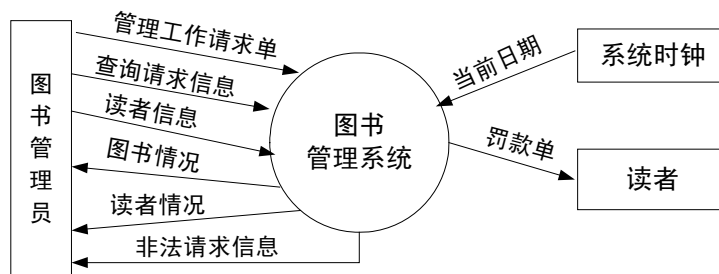 图书管理员
管理工作请求单
查询请求信息
读者信息
图书情况
读者情况
非法请求信息
图书
管理系统
当前日期
罚款单
系统时钟
读者